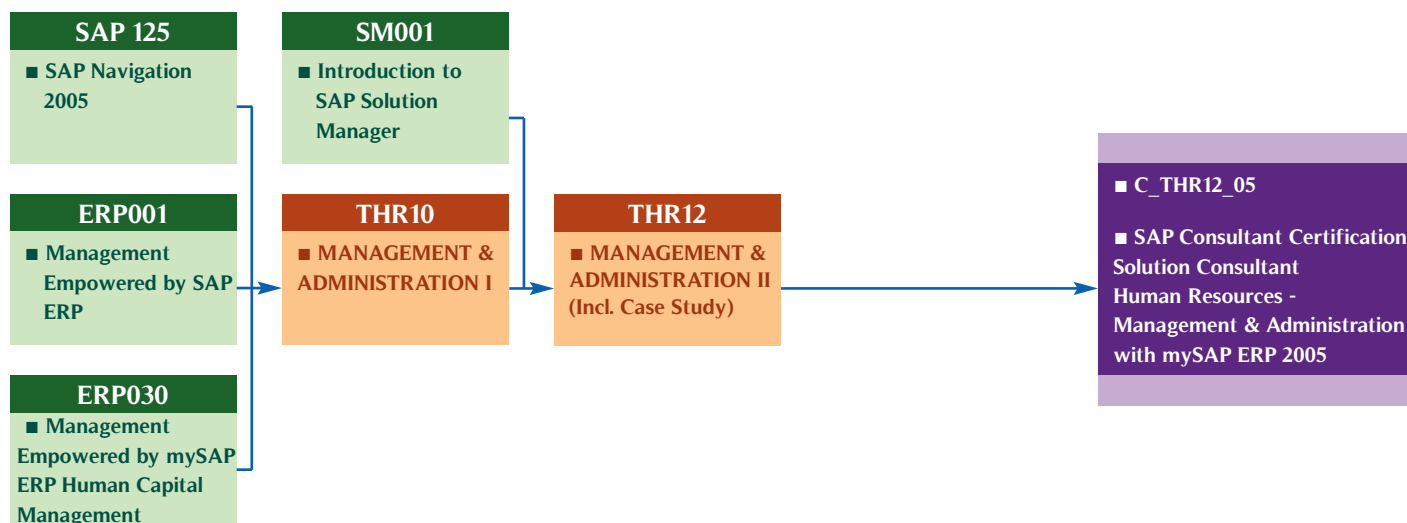 SAP 125
■ SAP Navigation
2005
SM001
■ Introduction to
SAP Solution
Manager
ERP001
■ Management
Empowered by SAP
ERP
THR10
■ MANAGEMENT &
ADMINISTRATION I
THR12
■ MANAGEMENT &
ADMINISTRATION II
(Incl. Case Study)
■ C_THR12_05
■ SAP Consultant Certification
Solution Consultant
Human Resources -
Management & Administration
with mySAP ERP 2005
ERP030
■ Management
Empowered by mySAP
ERP Human Capital
Management